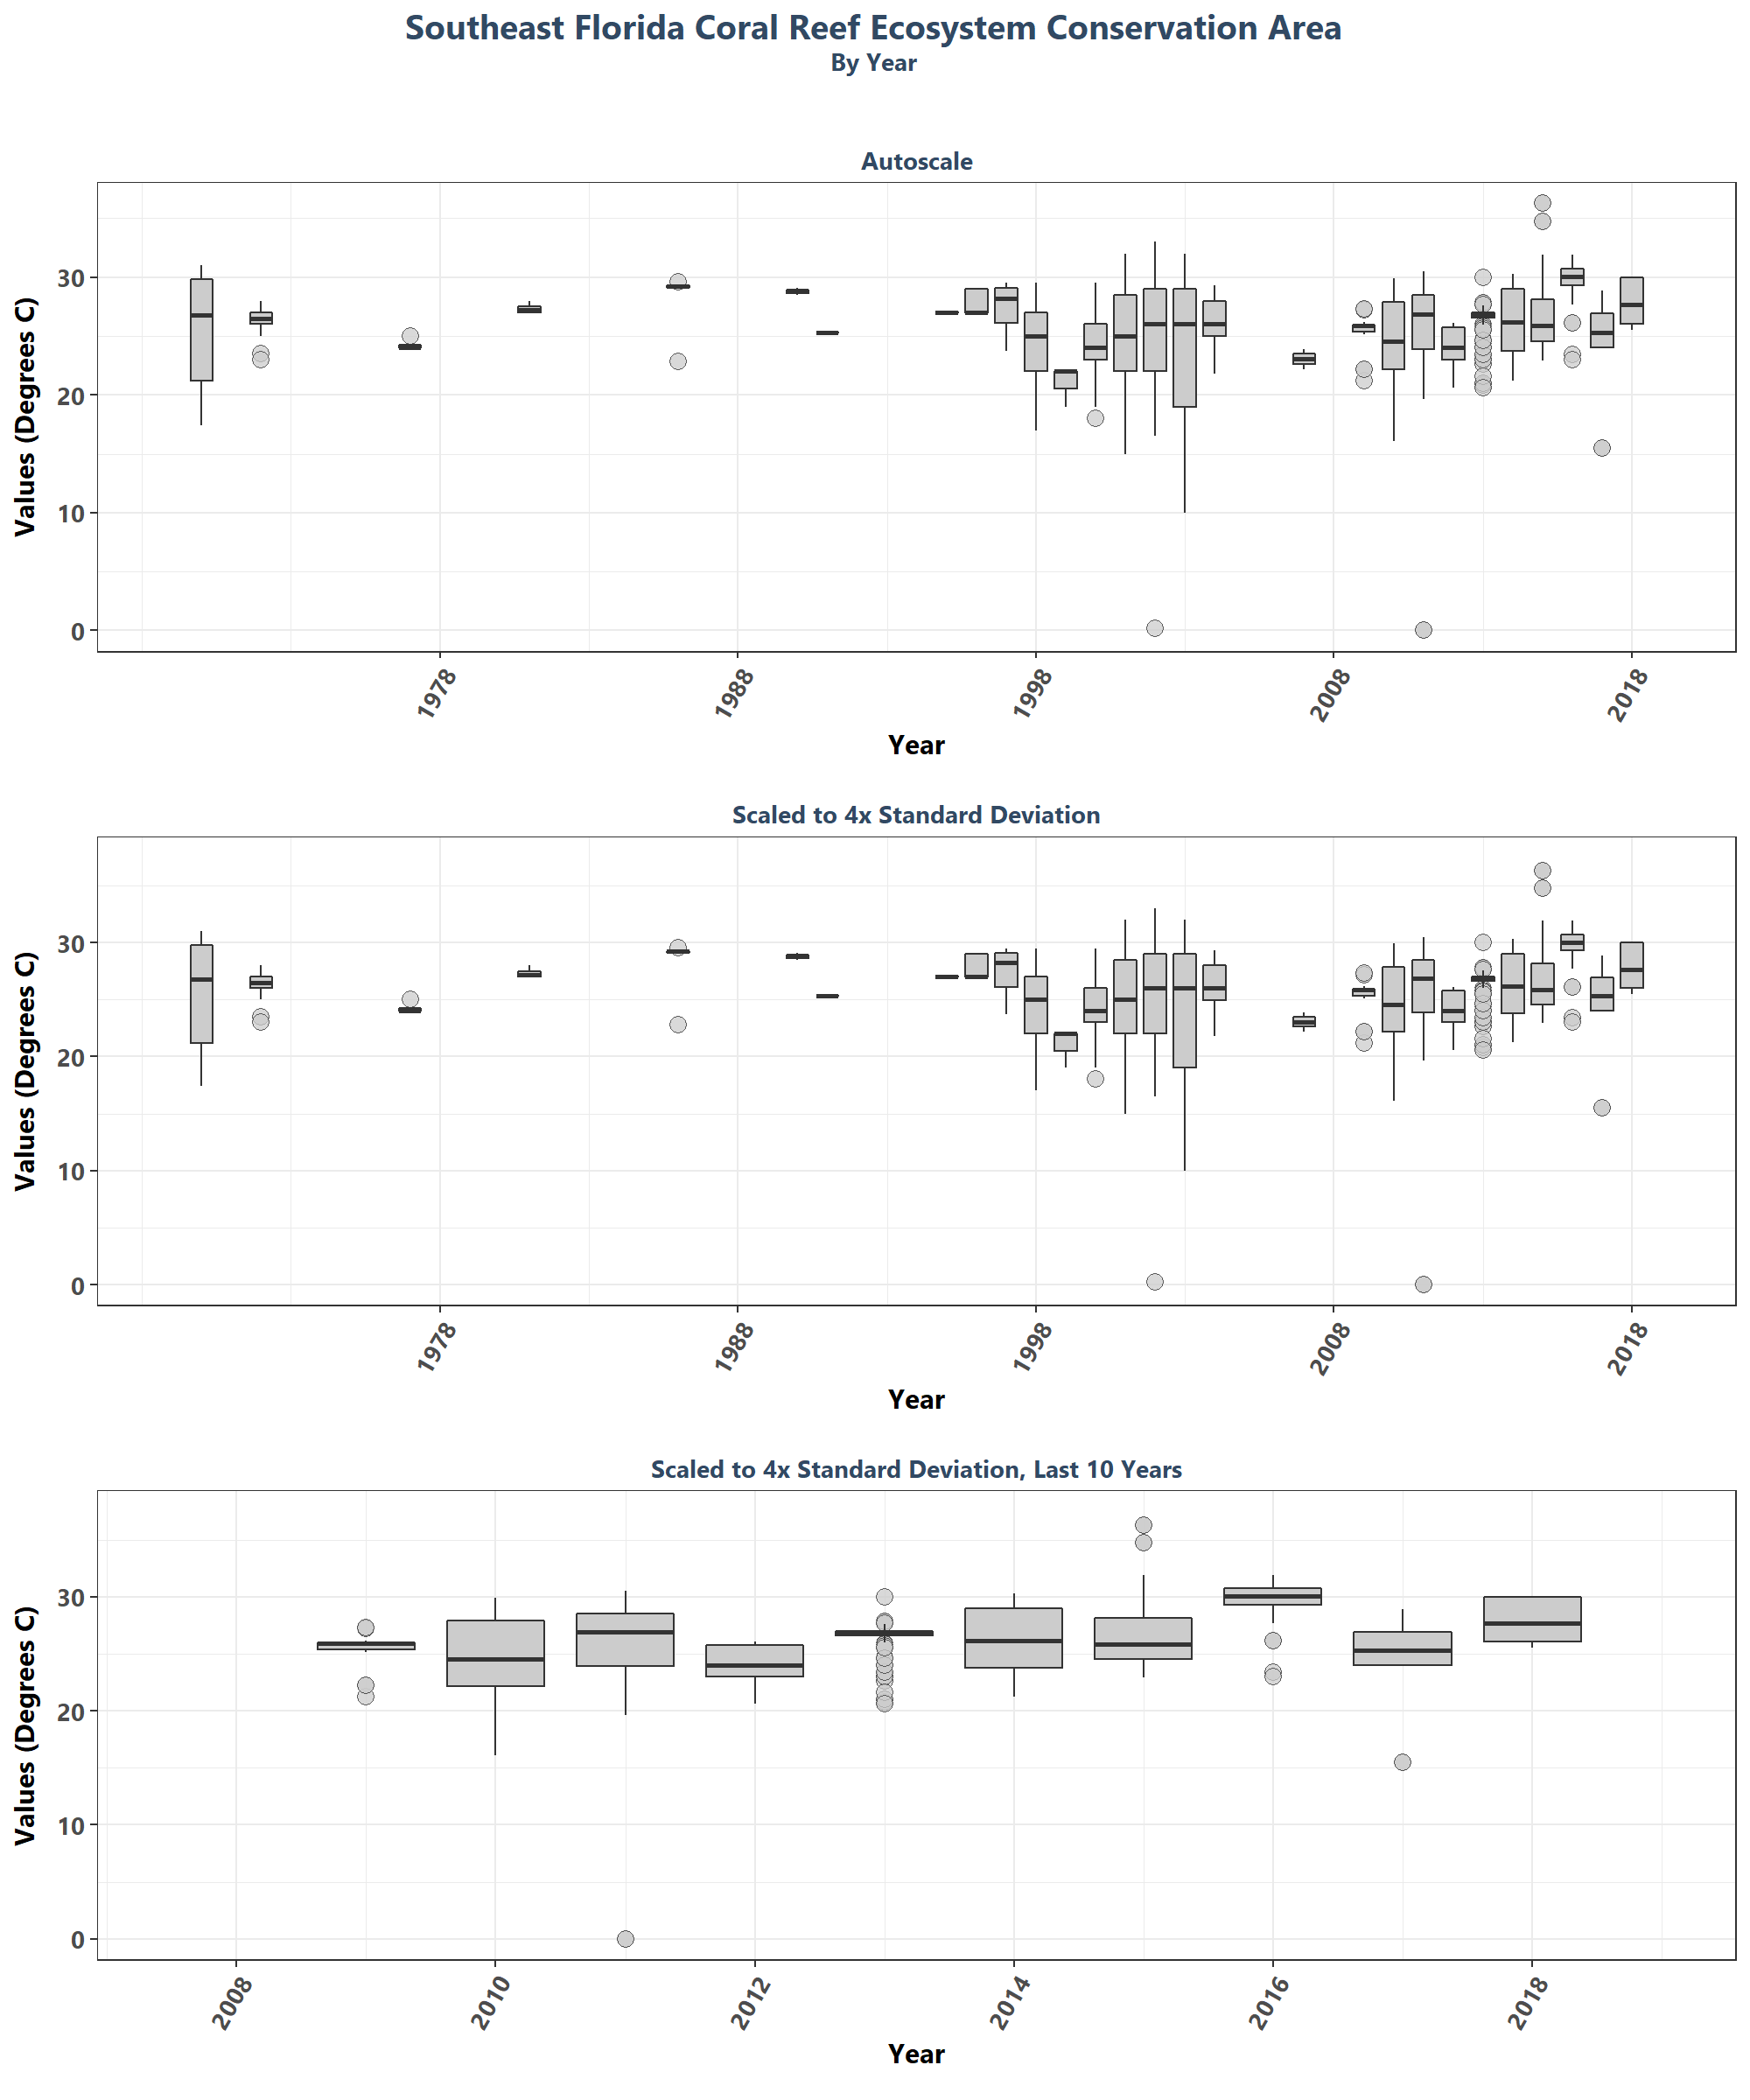 Southeast Florida Coral Reef Ecosystem Conservation Area
By Year
Autoscale
Values (Degrees C)
30
20
10
0
1978
1988
1998
2008
2018
Year
Scaled to 4x Standard Deviation
Values (Degrees C)
30
20
10
0
1978
1988
1998
2008
2018
Year
Scaled to 4x Standard Deviation, Last 10 Years
Values (Degrees C)
30
20
10
0
2008
2010
2012
2014
2016
2018
Year